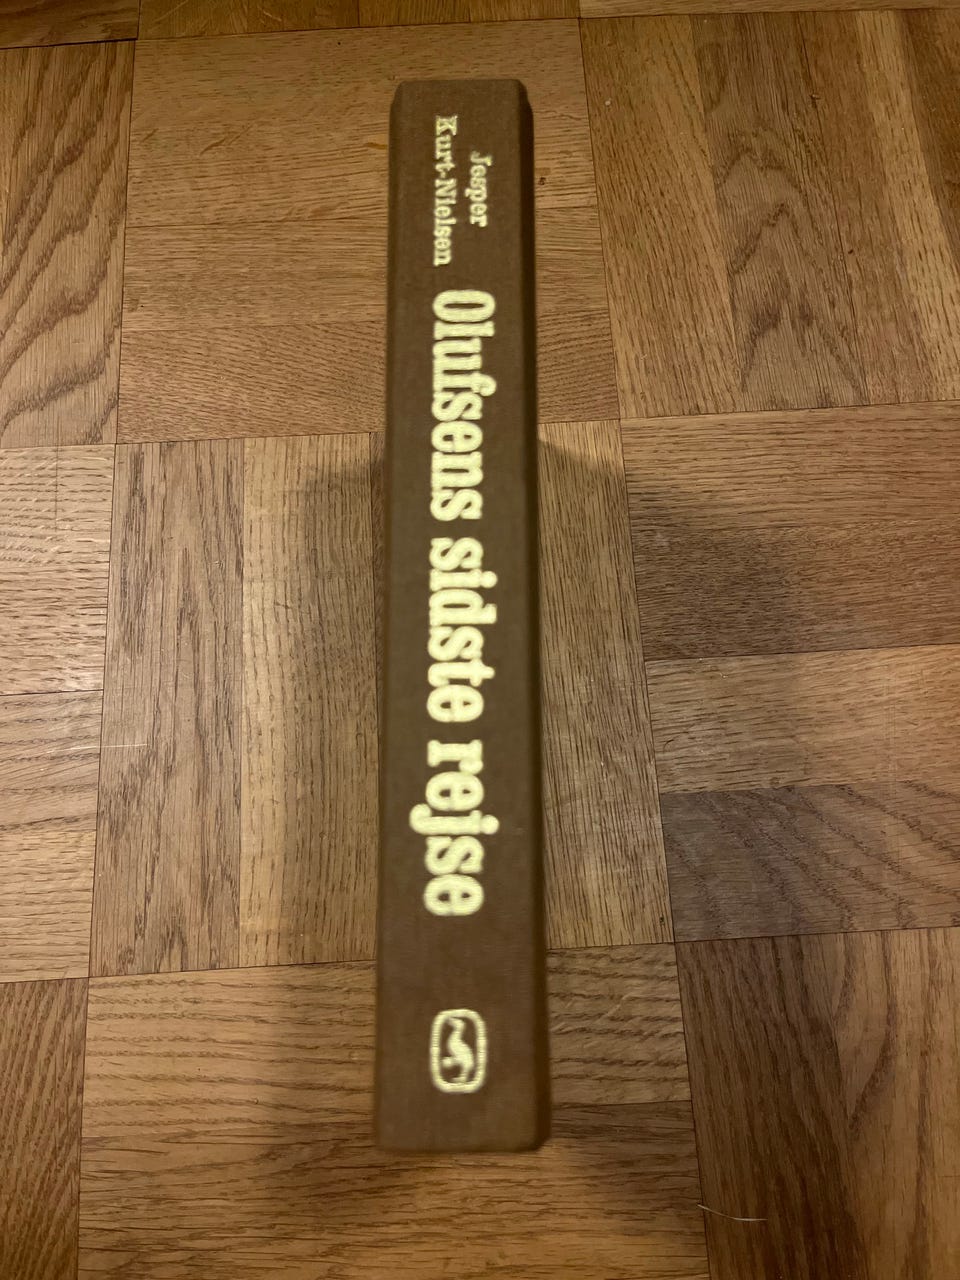 Jesper
Kurt-Nielsen
Olufsens sidste rejse